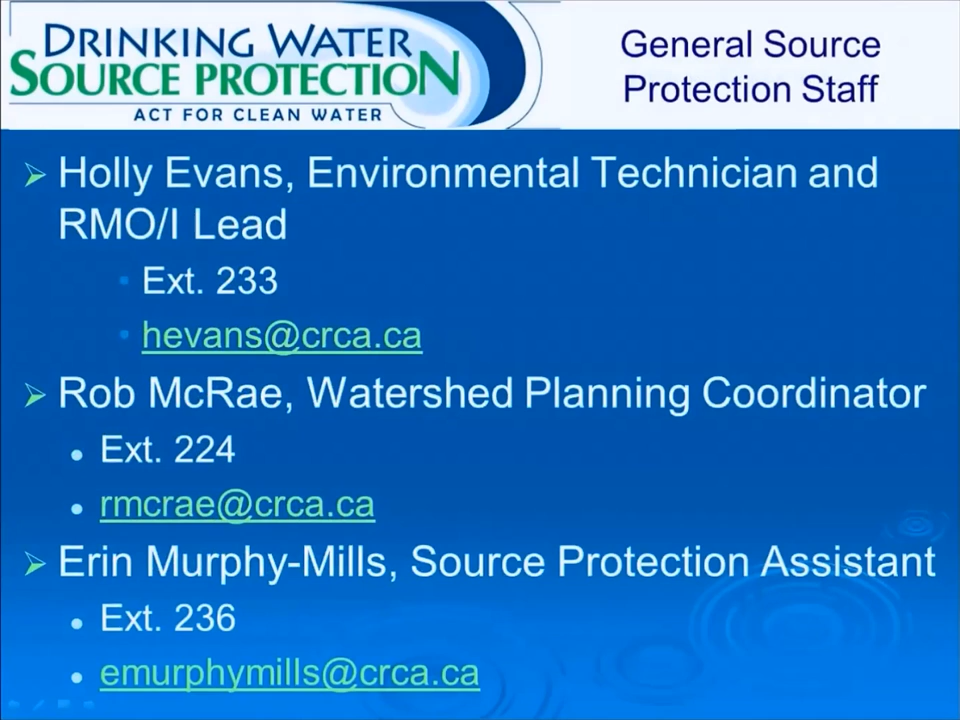 DRINKING WATER
SOURCE PROTECTION
ACT FOR CLEAN WATER
General Source
Protection Staff
Holly Evans, Environmental Technician and
RMO/I Lead
Ext. 233
hevans@crca.ca
Rob McRae, Watershed Planning Coordinator
Ext. 224
rmcrae@crca.ca
Erin Murphy-Mills, Source Protection Assistant
Ext. 236
emurphymills@crca.ca